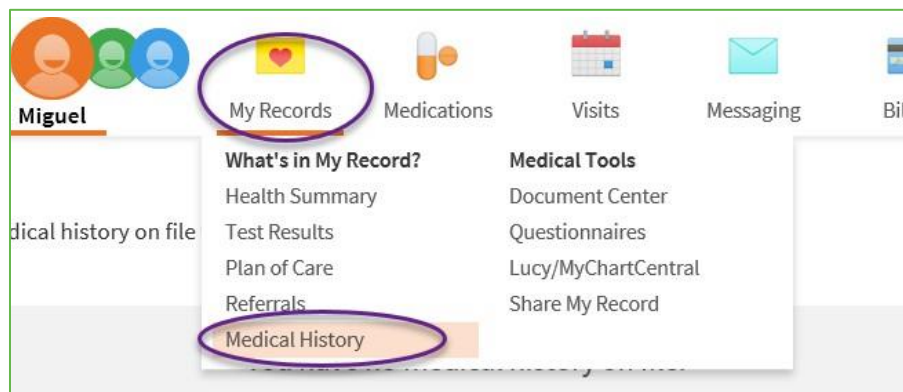 Miguel
My Records
Medications
Visits
Messaging
What's in My Record?
Health Summary
Test Results
Plan of Care
Referrals
Medical History
Medical Tools
Document Center
Questionnaires
Lucy/MyChartCentral
Share My Record
history on file